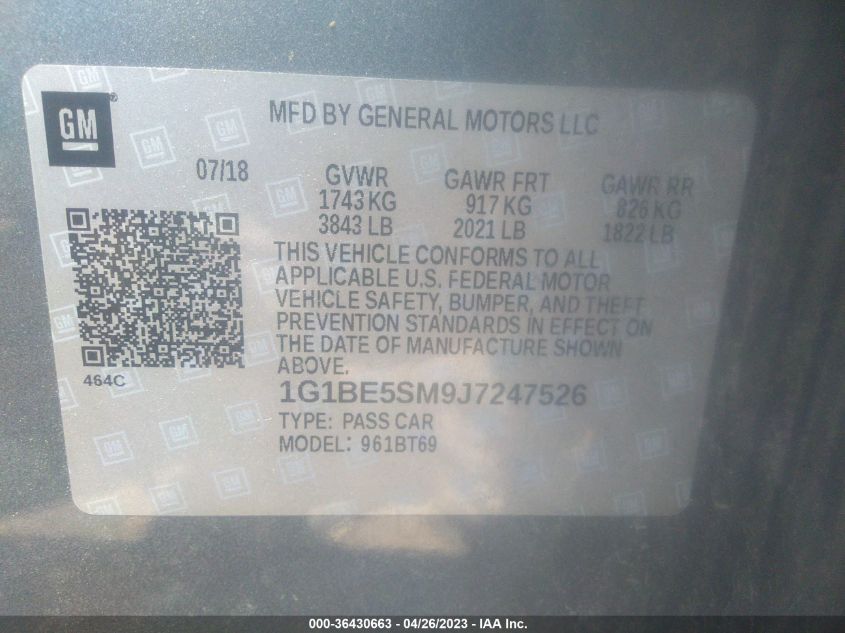 GM
MFD BY GENERAL MOTORS LLC
07/18
GVWR GAWR FRT GAWR RR
1743 KG 917 KG 826 KG
3843 LB 2021 LB 1822 LB
THIS VEHICLE CONFORMS TO ALL
APPLICABLE U.S. FEDERAL MOTOR
VEHICLE SAFETY, BUMPER, AND THEFT
PREVENTION STANDARDS IN EFFECT ON
THE DATE OF MANUFACTURE SHOWN
ABOVE.
464C
1G1BE5SM9J7247526
TYPE: PASS CAR
MODEL: 961BT69
000-36430663 - 04/26/2023 - IAA Inc.